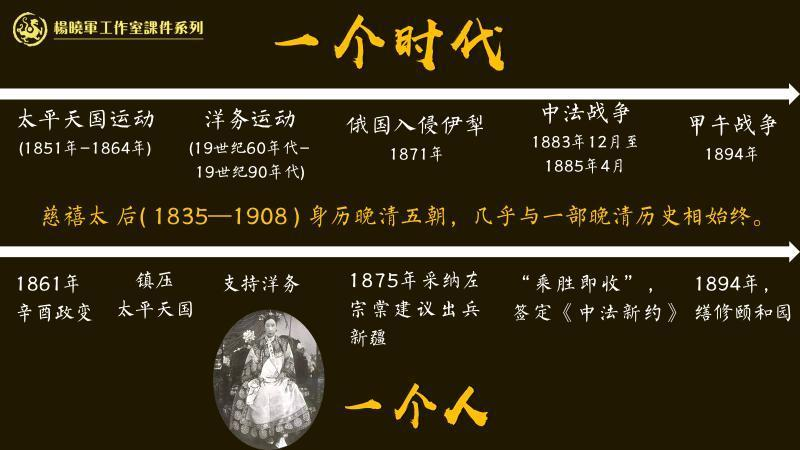 楊曉軍工作室課件系列
一个时代
太平天国运动
(1851年-1864年)
洋务运动
(19世纪60年代-
19世纪90年代)
俄国入侵伊犁
1871年
中法战争
1883年12月至
1885年4月
甲午战争
1894年
慈禧太 后( 1835—1908 ) 身历晚清五朝，几乎与一部晚清历史相始终。
1861年
辛酉政变
镇压
太平天国
支持洋务
1875年采纳左
宗棠建议出兵
新疆
“乘胜即收”，
签定《中法新约》
1894年，
缮修颐和园
一个人